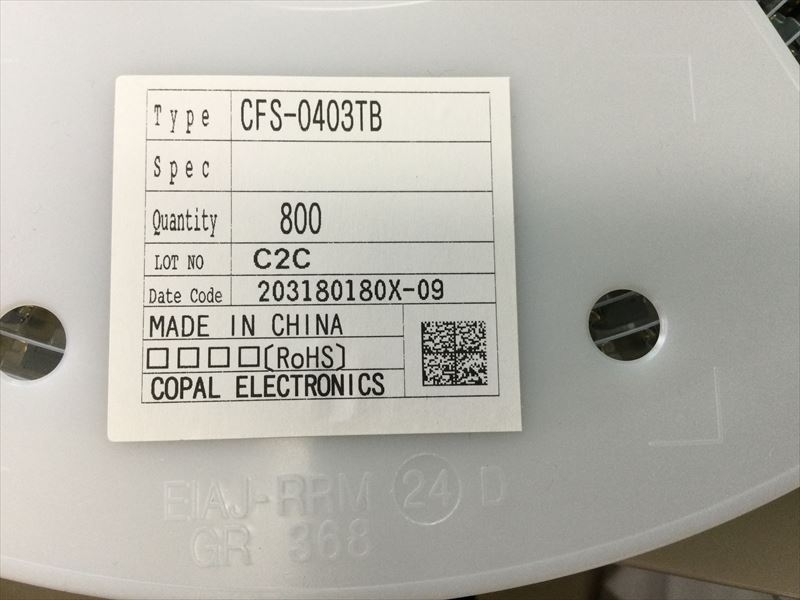 Type CFS-0403TB
Spec
Quantity 800
LOT NO C2C
Date Code 203180180X-09
MADE IN CHINA
□□□□(RoHS)
COPAL ELECTRONICS
EIAJ-RRM 24 D
GR 368